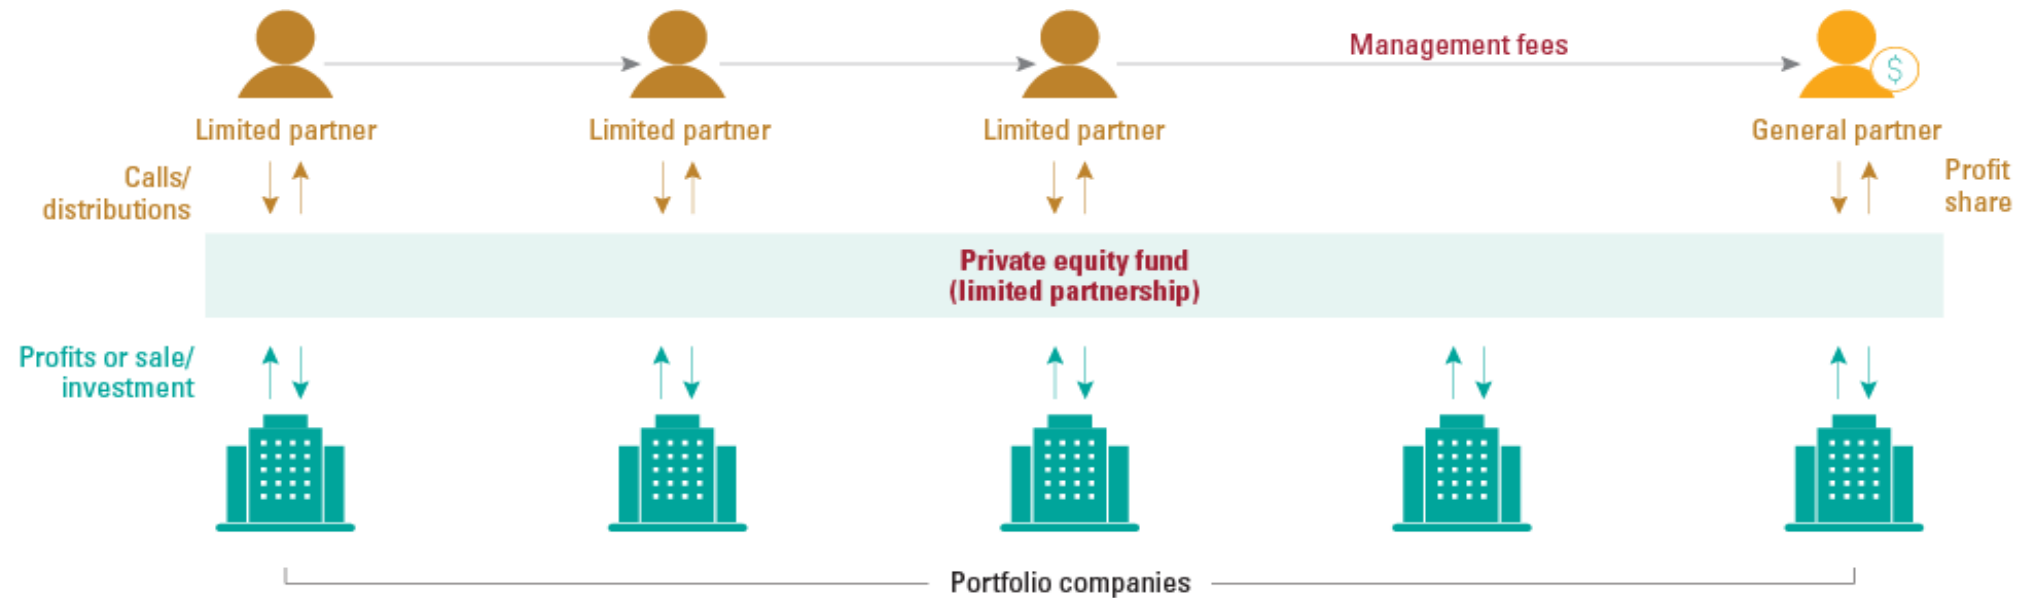 Management fees
$
Limited partner
Limited partner
Limited partner
General partner
Calls/
distributions
Profit
share
Private equity fund
(limited partnership)
Profits or sale/
investment
Portfolio companies